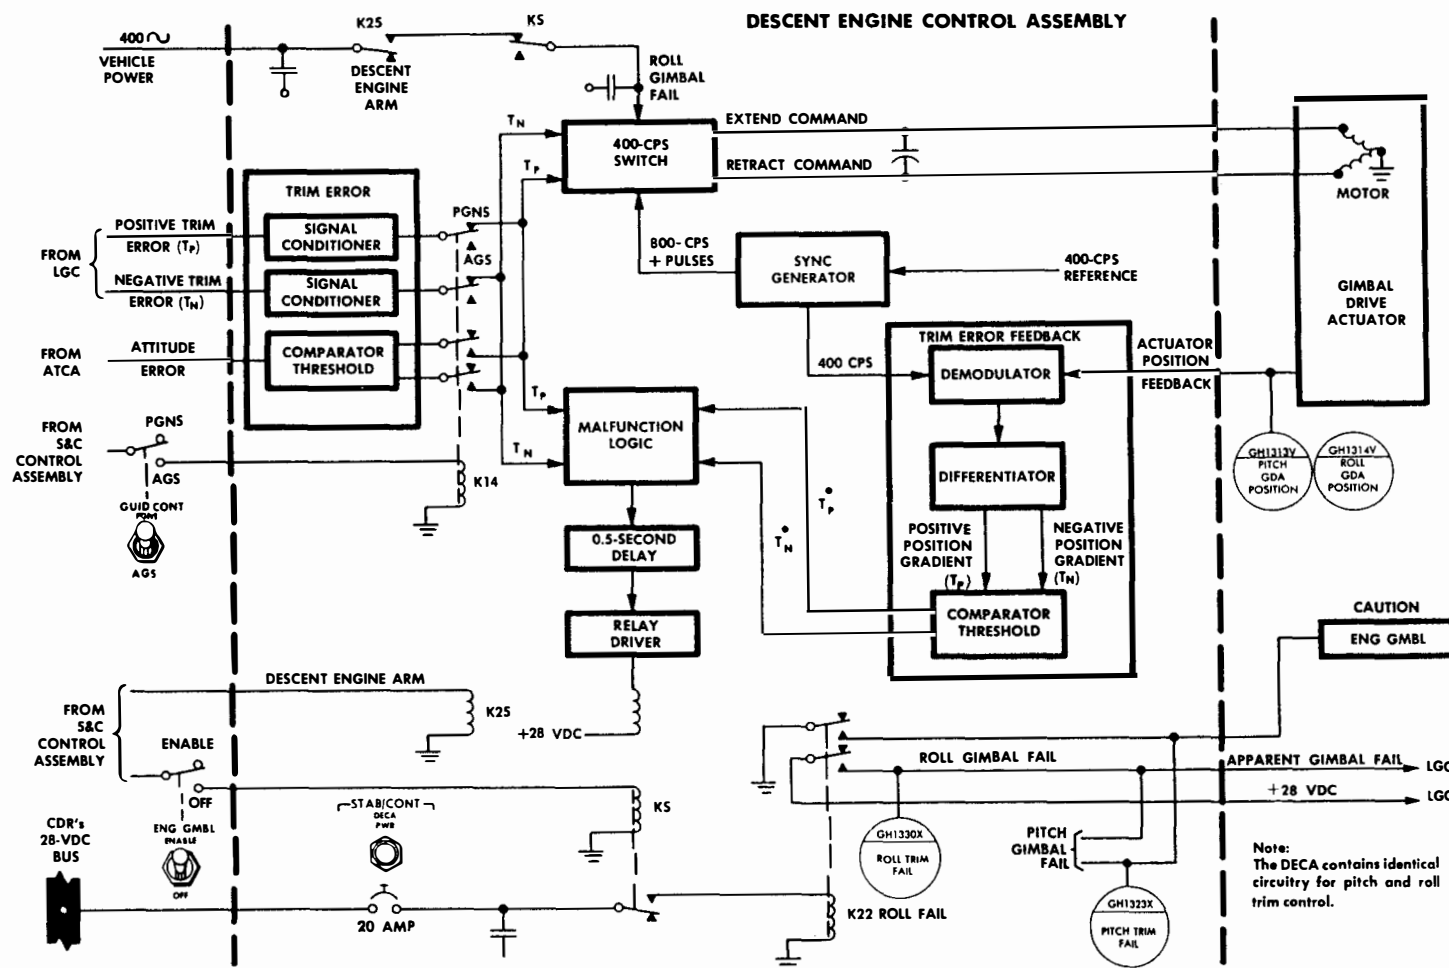 DESCENT ENGINE CONTROL ASSEMBLY
400
VEHICLE
POWER
K25
KS
DESCENT
ENGINE
ARM
ROLL
GIMBAL
FAIL
TN
TP
400-CPS
SWITCH
EXTEND COMMAND
RETRACT COMMAND
MOTOR
GIMBAL
DRIVE
ACTUATOR
TRIM ERROR
SIGNAL
CONDITIONER
SIGNAL
CONDITIONER
COMPARATOR
THRESHOLD
PGNS
AGS
FROM
LGC
POSITIVE TRIM
ERROR (TP)
NEGATIVE TRIM
ERROR (TN)
FROM
ATCA
ATTITUDE
ERROR
800-CPS
+ PULSES
SYNC
GENERATOR
400-CPS
REFERENCE
400 CPS
TRIM ERROR FEEDBACK
DEMODULATOR
ACTUATOR
POSITION
FEEDBACK
DIFFERENTIATOR
POSITIVE
POSITION
GRADIENT
(TP)
NEGATIVE
POSITION
GRADIENT
(TN)
COMPARATOR
THRESHOLD
GH1313V
PITCH
GDA
POSITION
GH1314V
ROLL
GDA
POSITION
FROM
S&C
CONTROL
ASSEMBLY
PGNS
AGS
GUID CONT
PGNS
AGS
K14
TP
TN
MALFUNCTION
LOGIC
ṪP
ṪN
0.5-SECOND
DELAY
RELAY
DRIVER
+28 VDC
CAUTION
ENG GMBL
FROM
S&C
CONTROL
ASSEMBLY
DESCENT ENGINE ARM
K25
ENABLE
OFF
ENG GMBL
ENABLE
OFF
KS
STAB/CONT
DECA
PWR
CDR's
28-VDC
BUS
20 AMP
K22 ROLL FAIL
ROLL GIMBAL FAIL
APPARENT GIMBAL FAIL
LGC
+28 VDC
LGC
GH1330X
ROLL TRIM
FAIL
PITCH
GIMBAL
FAIL
GH1323X
PITCH TRIM
FAIL
Note:
The DECA contains identical
circuitry for pitch and roll
trim control.